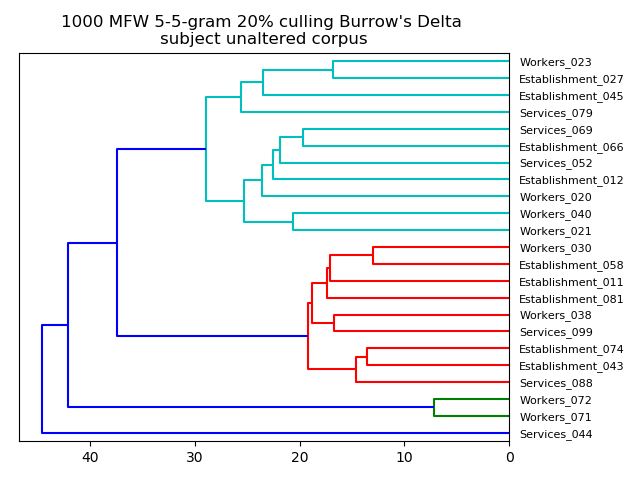 1000 MFW 5-5-gram 20% culling Burrow's Delta
subject unaltered corpus
Workers_023
Establishment_027
Establishment_045
Services_079
Services_069
Establishment_066
Services_052
Establishment_012
Workers_020
Workers_040
Workers_021
Workers_030
Establishment_058
Establishment_011
Establishment_081
Workers_038
Services_099
Establishment_074
Establishment_043
Services_088
Workers_072
Workers_071
Services_044
40 30 20 10 0